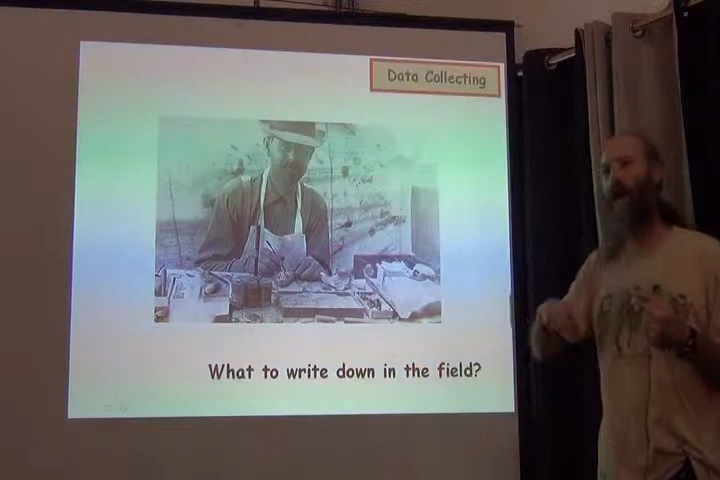 Data Collecting
What to write down in the field?